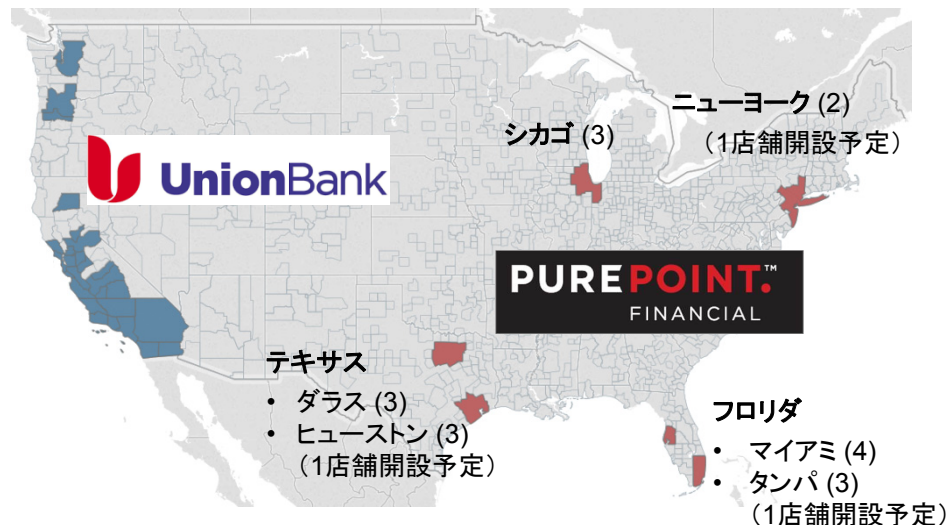 ニューヨーク (2)
（1店舗開設予定）
シカゴ (3)
UnionBank
PUREPOINT.™
FINANCIAL
テキサス
• ダラス (3)
• ヒューストン (3)
（1店舗開設予定）
フロリダ
• マイアミ (4)
• タンパ (3)
（1店舗開設予定）